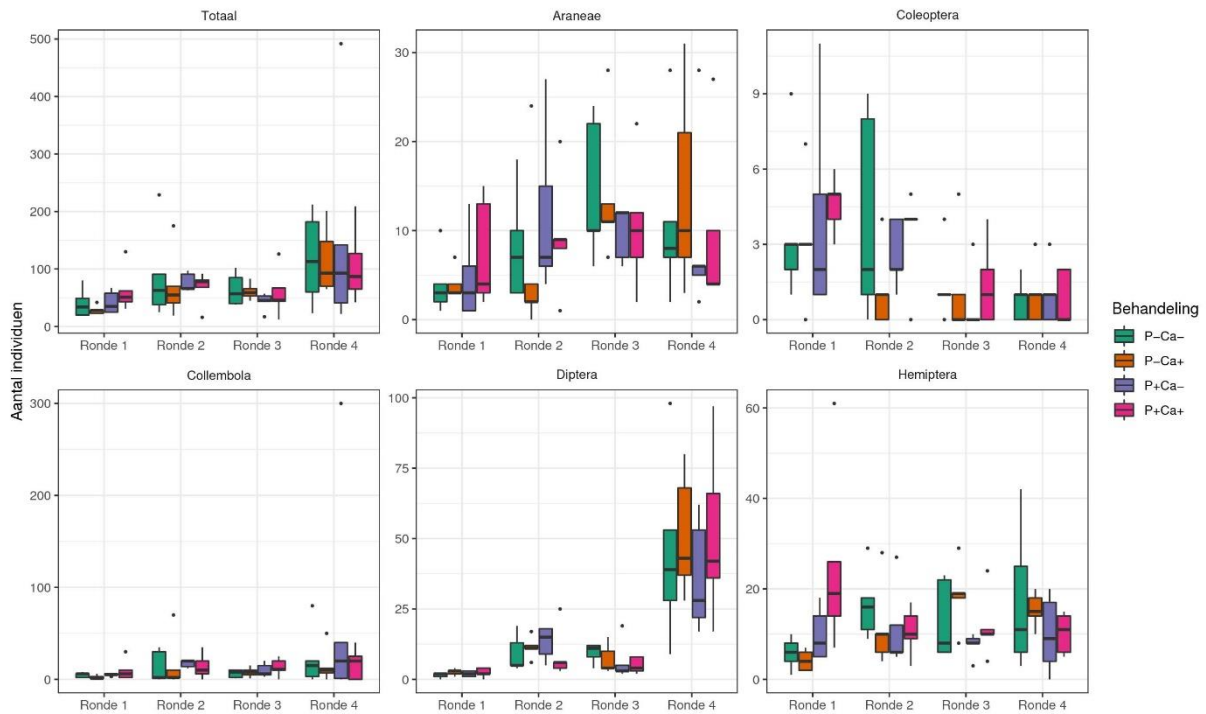 Totaal
Araneae
Coleoptera
500
400
300
200
100
0
30
20
10
0
9
6
3
0
Ronde 1 Ronde 2 Ronde 3 Ronde 4
Ronde 1 Ronde 2 Ronde 3 Ronde 4
Ronde 1 Ronde 2 Ronde 3 Ronde 4
Aantal individuen
Collembola
Diptera
Hemiptera
300
200
100
0
100
75
50
25
0
60
40
20
0
Ronde 1 Ronde 2 Ronde 3 Ronde 4
Ronde 1 Ronde 2 Ronde 3 Ronde 4
Ronde 1 Ronde 2 Ronde 3 Ronde 4
Behandeling
P−Ca−
P−Ca+
P+Ca−
P+Ca+